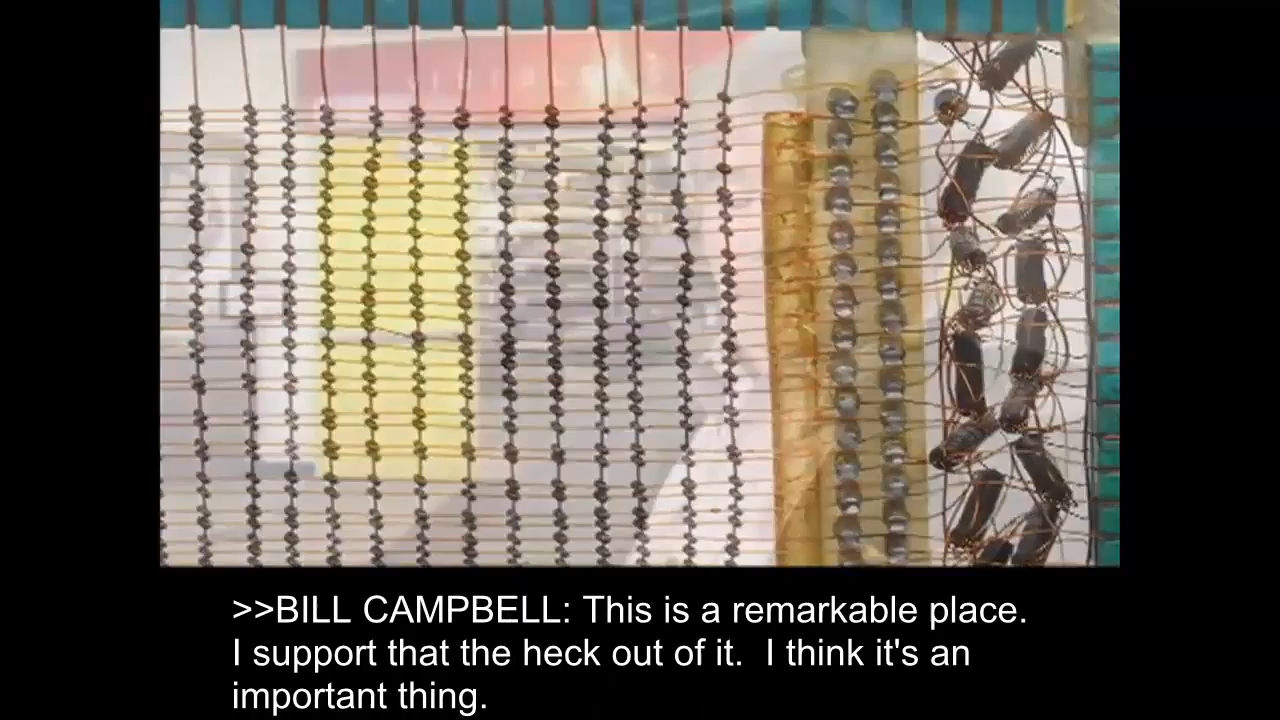 >>BILL CAMPBELL: This is a remarkable place.
I support that the heck out of it.  I think it's an
important thing.